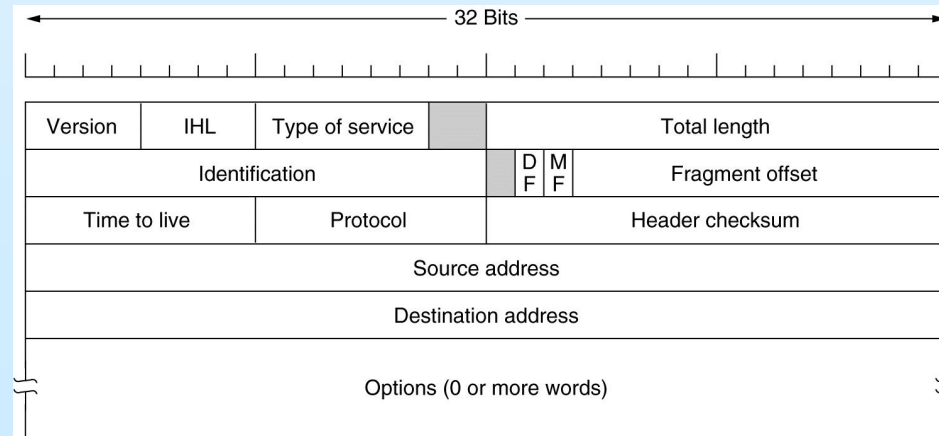 32 Bits
Version IHL Type of service Total length
Identification D F M F Fragment offset
Time to live Protocol Header checksum
Source address
Destination address
Options (0 or more words)